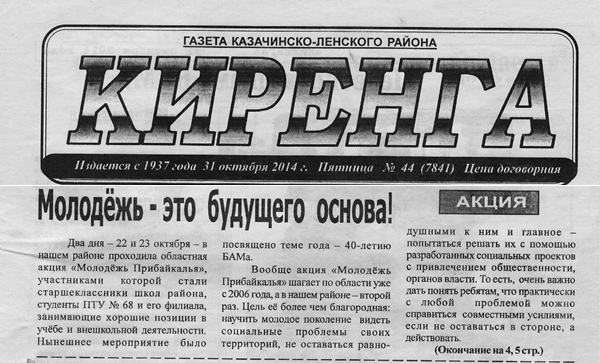 ГАЗЕТА КАЗАЧИНСКО-ЛЕНСКОГО РАЙОНА
КИРЕНГА
Издается с 1937 года 31 октября 2014 г. Пятница № 44 (7841) Цена договорная
Молодёжь - это будущего основа!
АКЦИЯ
Два дня – 22 и 23 октября – в
нашем районе проходила областная
акция «Молодёжь Прибайкалья»,
участниками которой стали
старшеклассники школ района,
студенты ПТУ № 68 и его филиала,
занимающие хорошие позиции в
учёбе и внешкольной деятельности.
Нынешнее мероприятие было
посвящено теме года – 40-летию
БАМа.
Вообще акция «Молодёжь
Прибайкалья» шагает по области уже
с 2006 года, а в нашем районе – второй
раз. Цель её более чем благородная:
научить молодое поколение видеть
социальные проблемы своих
территорий, не оставаться равно-
душными к ним и главное –
попытаться решать их с помощью
разработанных социальных проектов
с привлечением общественности,
органов власти. То есть, очень важно
дать понять ребятам, что практически
с любой проблемой можно
справиться совместными усилиями,
если не оставаться в стороне, а
действовать.
(Окончание на 4,5 стр.)